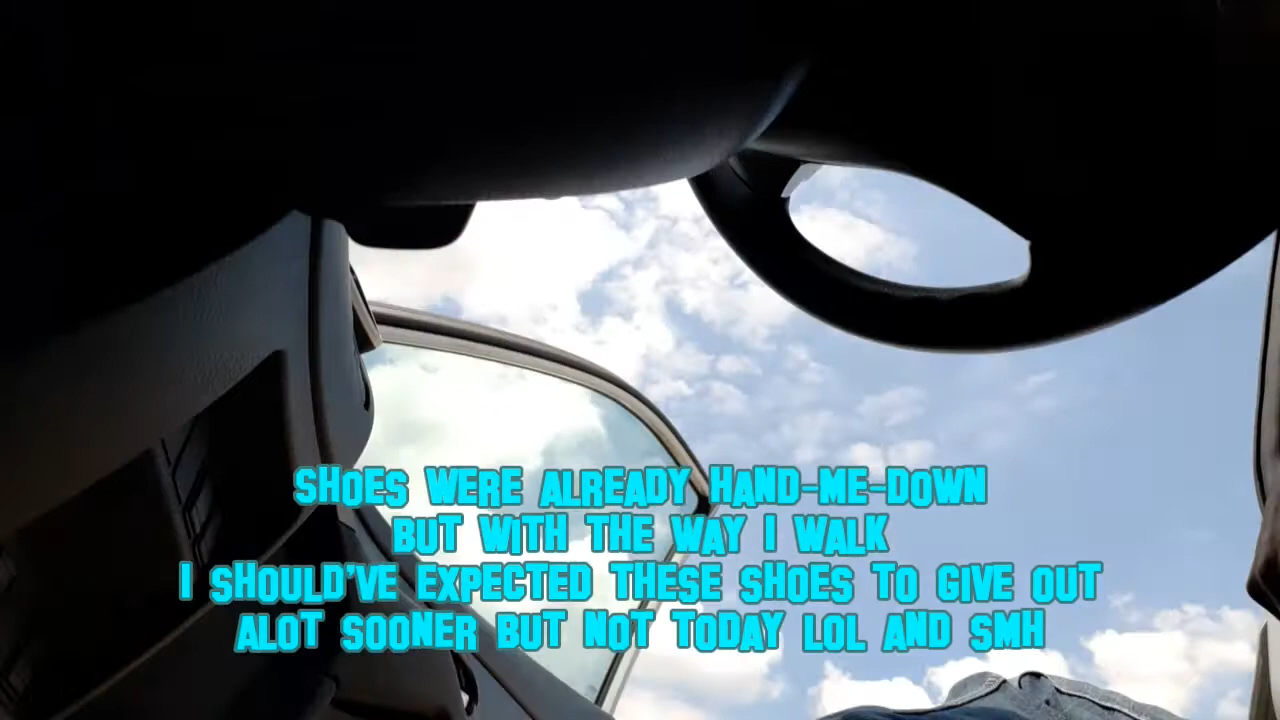 SHOES WERE ALREADY HAND-ME-DOWN
BUT WITH THE WAY I WALK
I SHOULD'VE EXPECTED THESE SHOES TO GIVE OUT
ALOT SOONER BUT NOT TODAY LOL AND SMH